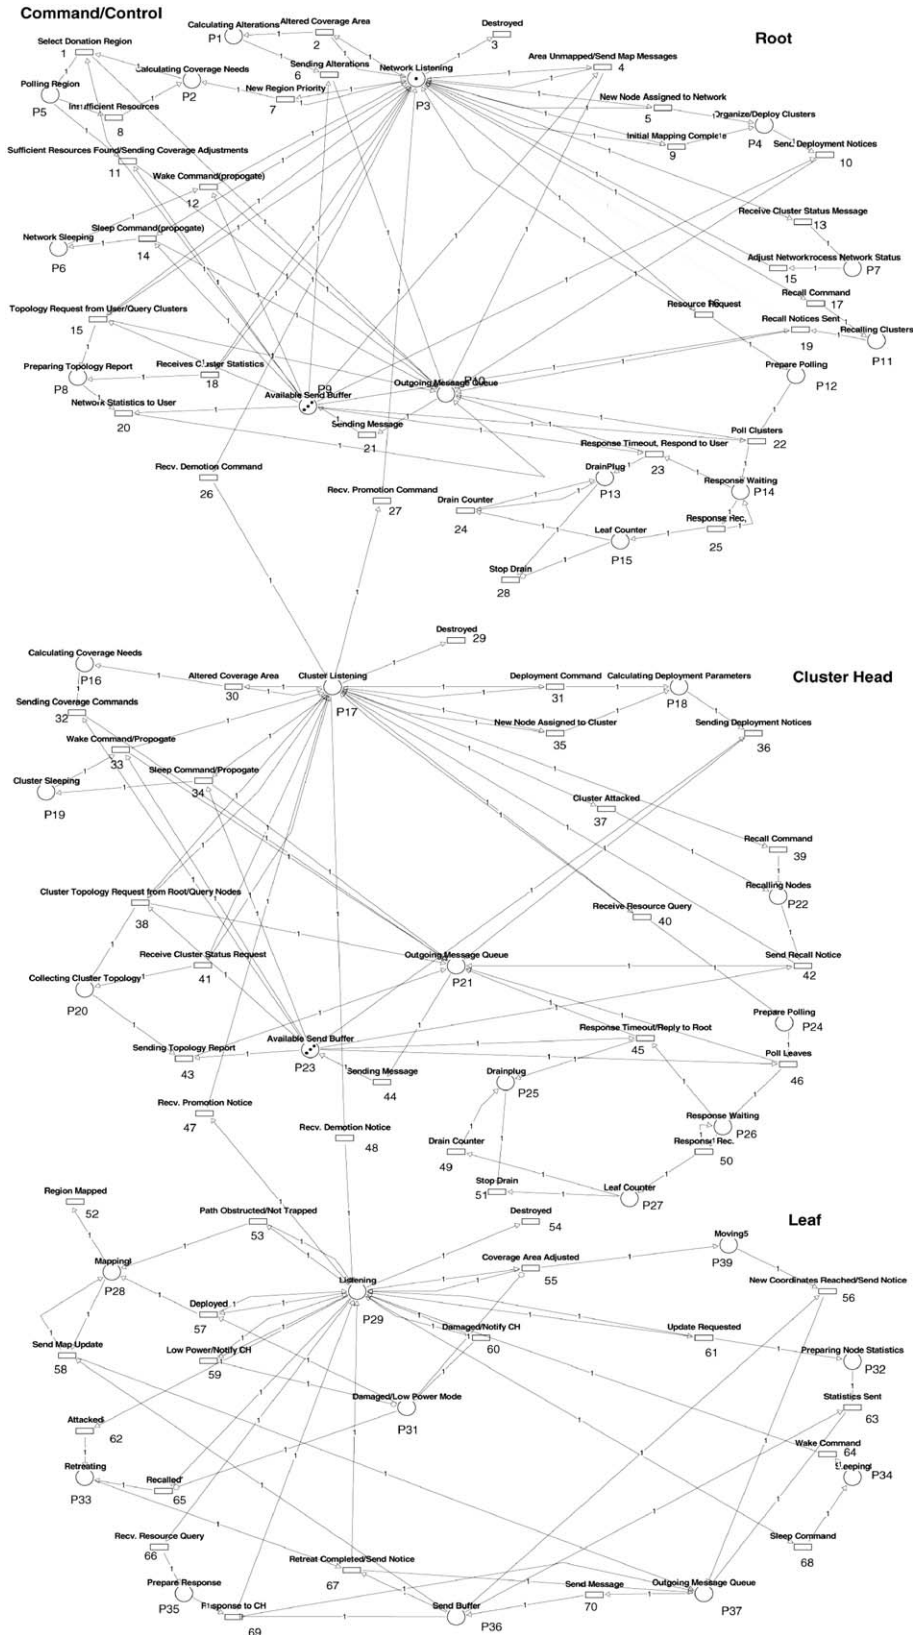 Command/Control
Calculating Alterations
Altered Coverage Area
Destroyed
P1
2
3
Root
Select Donation Region
1
Sending Alterations
6
Network Listening
P3
Area Unmapped/Send Map Messages
4
Calculating Coverage Needs
P2
Polling Region
P5
New Region Priority
7
Insufficient Resources
8
New Node Assigned to Network
5
Organize/Deploy Clusters
P4
Initial Mapping Complete
9
Send Deployment Notices
10
Sufficient Resources Found/Sending Coverage Adjustments
11
Wake Command(propogate)
12
Receive Cluster Status Message
13
Sleep Command(propogate)
14
Network Sleeping
P6
Adjust Network
15
rocess Network Status
P7
Recall Command
17
Topology Request from User/Query Clusters
15
Resource Request
16
Recall Notices Sent
19
Recalling Clusters
P11
Preparing Topology Report
P8
Receives Cluster Statistics
18
P9
Available Send Buffer
P10
Outgoing Message Queue
Prepare Polling
P12
Network Statistics to User
20
Sending Message
21
Poll Clusters
22
Response Timeout, Respond to User
23
Recv. Demotion Command
26
DrainPlug
P13
Response Waiting
P14
Recv. Promotion Command
27
Drain Counter
24
Response Rec.
25
Leaf Counter
P15
Stop Drain
28
Destroyed
29
Calculating Coverage Needs
P16
Altered Coverage Area
30
Cluster Listening
P17
Deployment Command
31
Calculating Deployment Parameters
P18
Cluster Head
Sending Coverage Commands
32
New Node Assigned to Cluster
35
Sending Deployment Notices
36
Wake Command/Propogate
33
Sleep Command/Propogate
34
Cluster Sleeping
P19
Cluster Attacked
37
Recall Command
39
Cluster Topology Request from Root/Query Nodes
38
Recalling Nodes
P22
Receive Resource Query
40
Receive Cluster Status Request
41
Outgoing Message Queue
P21
Send Recall Notice
42
Collecting Cluster Topology
P20
Prepare Polling
P24
Sending Topology Report
43
Available Send Buffer
P23
Response Timeout/Reply to Root
45
Poll Leaves
46
Sending Message
44
Drainplug
P25
Recv. Promotion Notice
47
Recv. Demotion Notice
48
Response Waiting
P26
Drain Counter
49
Response Rec.
50
Stop Drain
51
Leaf Counter
P27
Region Mapped
52
Path Obstructed/Not Trapped
53
Destroyed
54
Leaf
Moving5
P39
Mapping
P28
Listening
P29
Coverage Area Adjusted
55
New Coordinates Reached/Send Notice
56
Deployed
57
Damaged/Notify CH
60
Update Requested
61
Send Map Update
58
Low Power/Notify CH
59
Preparing Node Statistics
P32
Damaged/Low Power Mode
P31
Statistics Sent
63
Attacked
62
Wake Command
64
Sleeping
P34
Retreating
P33
Recalled
65
Recv. Resource Query
66
Sleep Command
68
Retreat Completed/Send Notice
67
Prepare Response
P35
Send Message
70
Outgoing Message Queue
P37
Response to CH
69
Send Buffer
P36